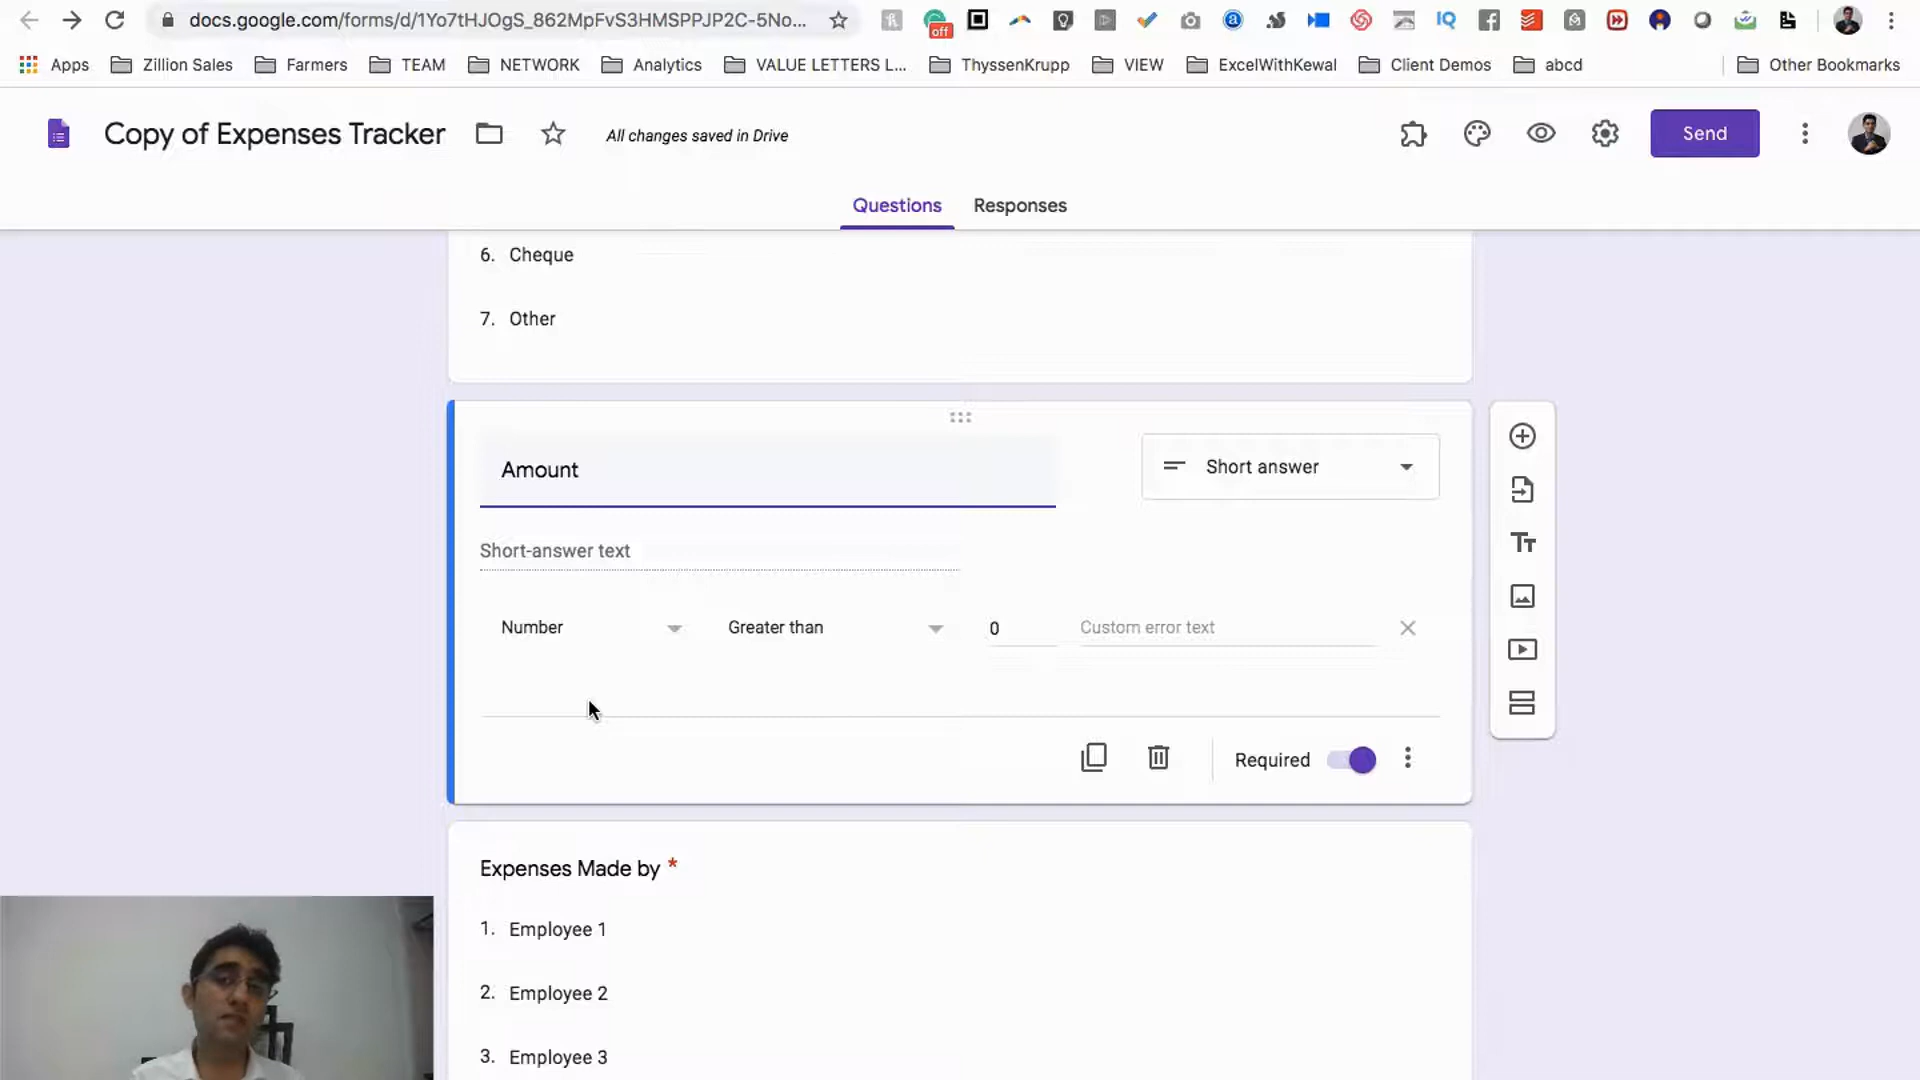 docs.google.com/forms/d/1Yo7tHJOgS_862MpFvS3HMSPPJP2C-5No...
off
IQ
Apps Zillion Sales Farmers TEAM NETWORK Analytics VALUE LETTERS L... ThyssenKrupp VIEW ExcelWithKewal Client Demos abcd Other Bookmarks
Copy of Expenses Tracker All changes saved in Drive Send
Questions Responses
6. Cheque
7. Other
Amount Short answer
Short-answer text
Number Greater than 0 Custom error text
Required
Expenses Made by *
1. Employee 1
2. Employee 2
3. Employee 3